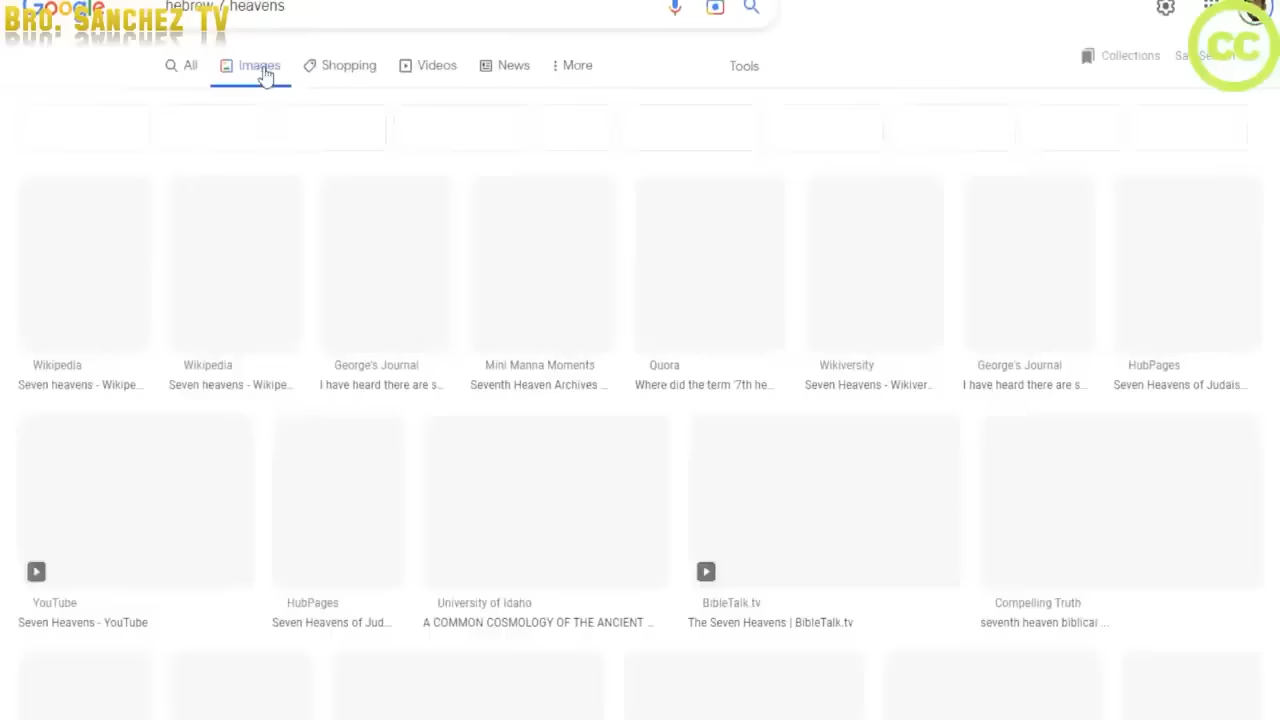 Google
hebrew 7 heavens
BRO. SANCHEZ TV
CC
All Images Shopping Videos News More Tools
Collections
Wikipedia Wikipedia George's Journal Mini Manna Moments Quora Wikiversity George's Journal HubPages
Seven heavens - Wikipe... Seven heavens - Wikipe... I have heard there are s... Seventh Heaven Archives ... Where did the term '7th he... Seven Heavens - Wikiver... I have heard there are s... Seven Heavens of Judais...
YouTube HubPages University of Idaho BibleTalk.tv Compelling Truth
Seven Heavens - YouTube Seven Heavens of Jud... A COMMON COSMOLOGY OF THE ANCIENT ... The Seven Heavens | BibleTalk.tv seventh heaven biblical ...